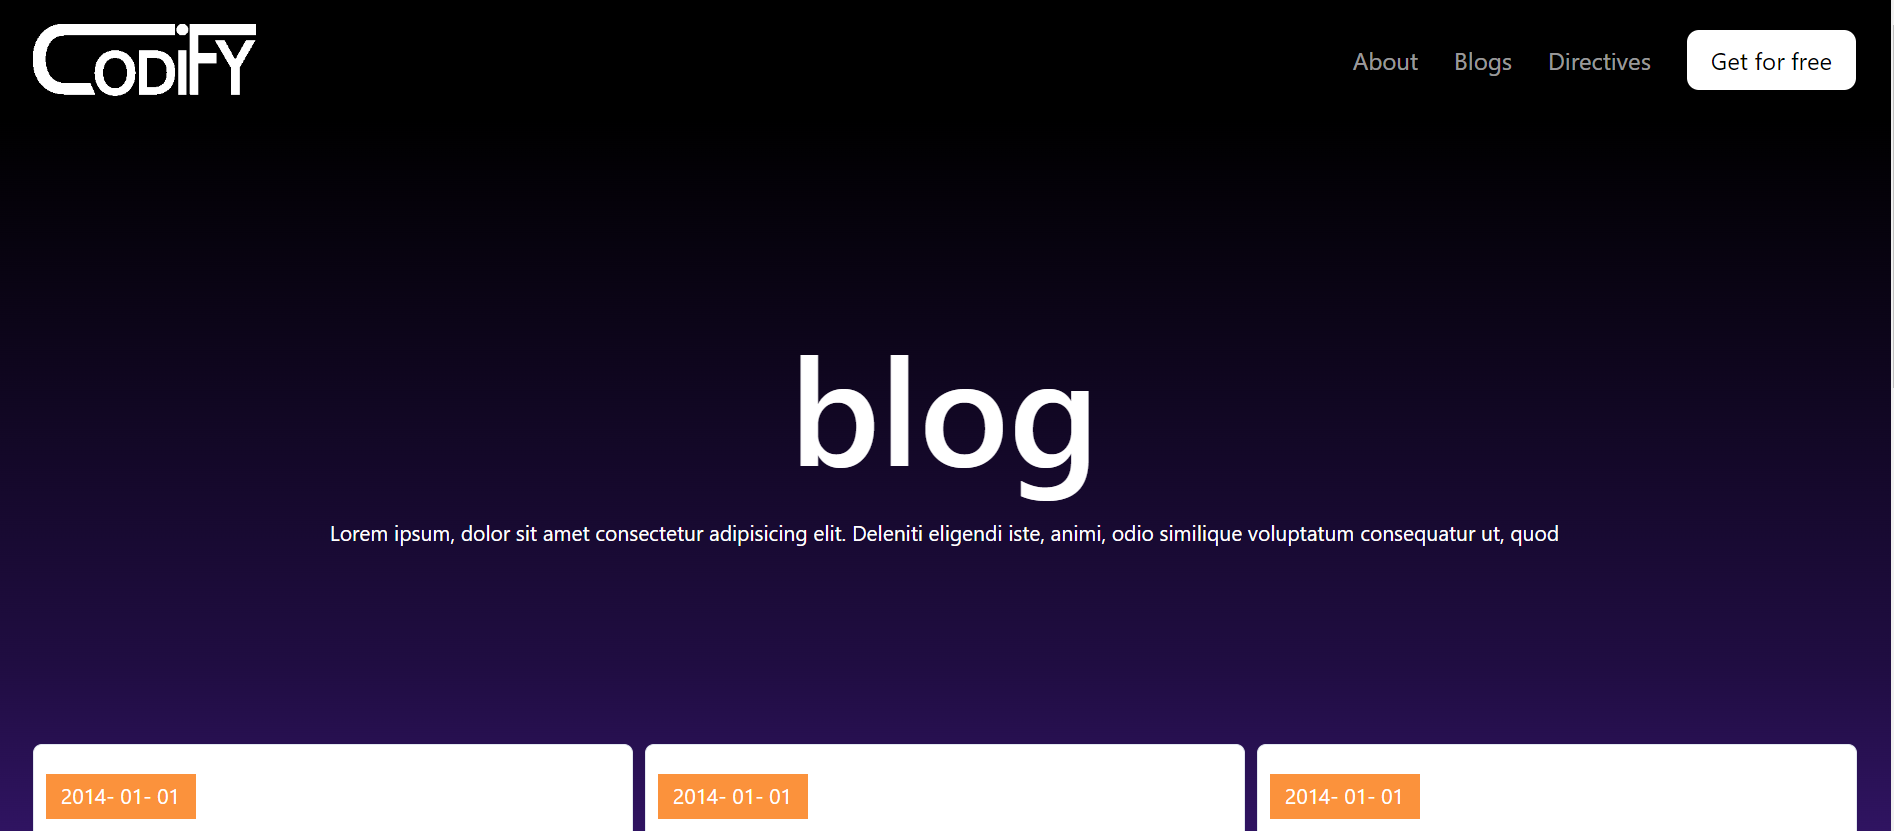 CODiFY
About Blogs Directives Get for free
blog
Lorem ipsum, dolor sit amet consectetur adipisicing elit. Deleniti eligendi iste, animi, odio similique voluptatum consequatur ut, quod
2014- 01- 01 2014- 01- 01 2014- 01- 01